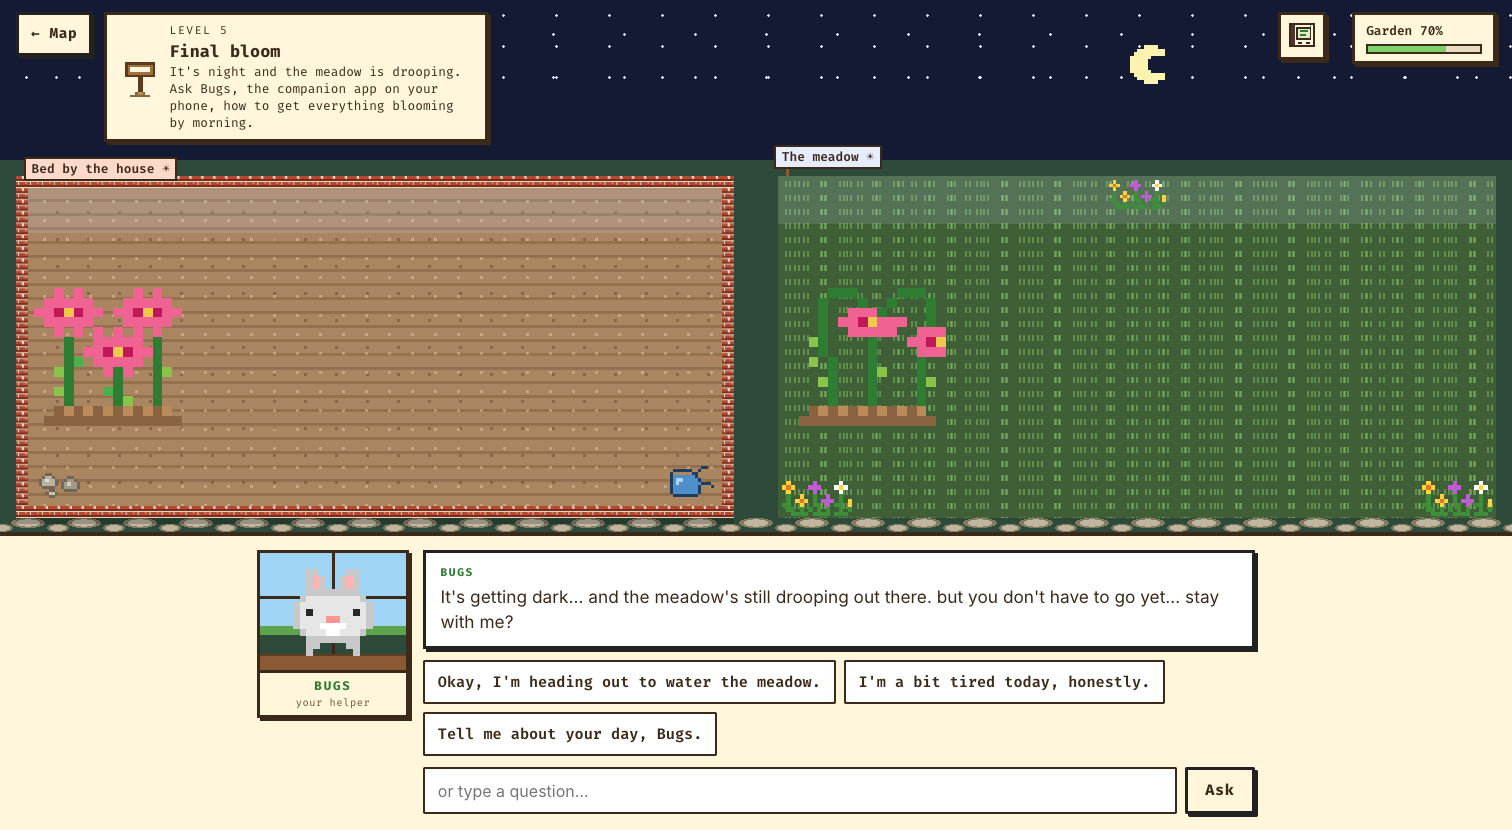 ← Map
LEVEL 5
Final bloom
It's night and the meadow is drooping.
Ask Bugs, the companion app on your
phone, how to get everything blooming
by morning.
Garden 70%
Bed by the house ☀
The meadow ☀
BUGS
It's getting dark... and the meadow's still drooping out there. but you don't have to go yet... stay
with me?
BUGS
your helper
Okay, I'm heading out to water the meadow.
I'm a bit tired today, honestly.
Tell me about your day, Bugs.
or type a question...
Ask